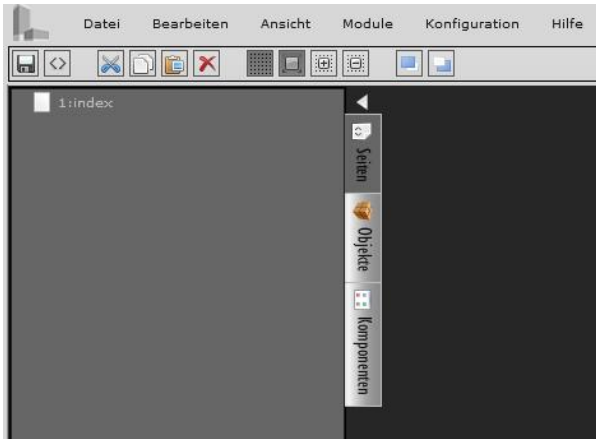 Datei Bearbeiten Ansicht Module Konfiguration Hilfe
1:index
Seiten
Objekte
Komponenten